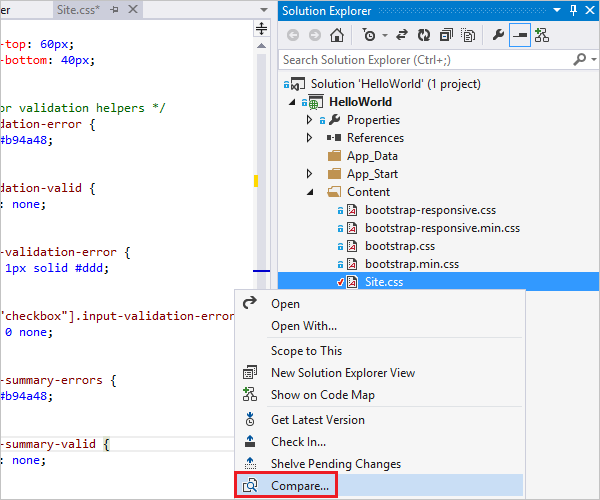 er
Site.css*
-top: 60px;
-bottom: 40px;
or validation helpers */
dation-error {
#b94a48;
dation-valid {
: none;
-validation-error {
1px solid #ddd;
"checkbox"].input-validation-erro
0 none;
-summary-errors {
#b94a48;
-summary-valid {
: none;
Solution Explorer
Search Solution Explorer (Ctrl+;)
Solution 'HelloWorld' (1 project)
HelloWorld
Properties
References
App_Data
App_Start
Content
bootstrap-responsive.css
bootstrap-responsive.min.css
bootstrap.css
bootstrap.min.css
Site.css
Open
Open With...
Scope to This
New Solution Explorer View
Show on Code Map
Get Latest Version
Check In...
Shelve Pending Changes
Compare...